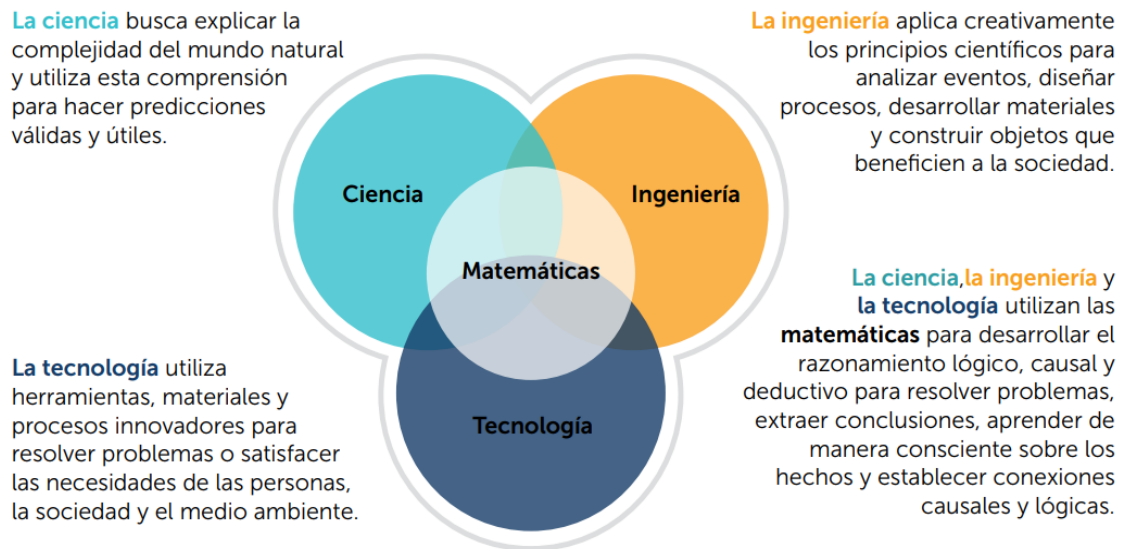 La ciencia busca explicar la
complejidad del mundo natural
y utiliza esta comprensión
para hacer predicciones
válidas y útiles.
La ingeniería aplica creativamente
los principios científicos para
analizar eventos, diseñar
procesos, desarrollar materiales
y construir objetos que
beneficien a la sociedad.
Ciencia
Ingeniería
Matemáticas
Tecnología
La tecnología utiliza
herramientas, materiales y
procesos innovadores para
resolver problemas o satisfacer
las necesidades de las personas,
la sociedad y el medio ambiente.
La ciencia,la ingeniería y
la tecnología utilizan las
matemáticas para desarrollar el
razonamiento lógico, causal y
deductivo para resolver problemas,
extraer conclusiones, aprender de
manera consciente sobre los
hechos y establecer conexiones
causales y lógicas.